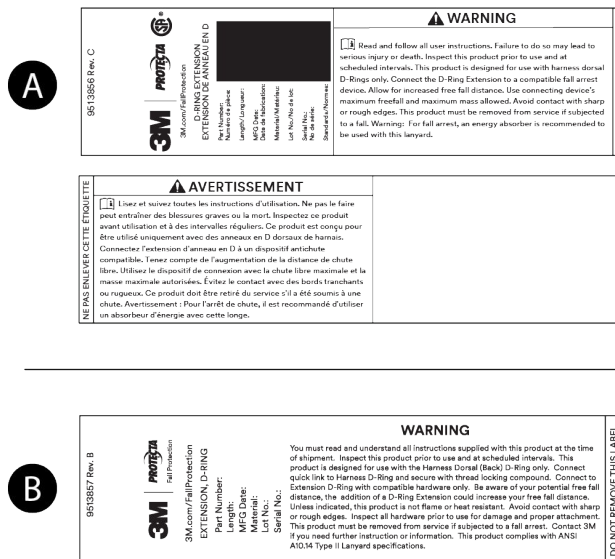 A
9513856 Rev. C
3M PROTECTA SA
3M.com/FallProtection
D-RING EXTENSION
EXTENSION DE ANNEAU EN D
Part Number:
Numéro de pièce:
Length/Longueur:
MFG Date:
Date de fabrication:
Material/Matériau:
Lot No./No de lot:
Serial No.:
No de série:
Standards/Normes:
WARNING
Read and follow all user instructions. Failure to do so may lead to
serious injury or death. Inspect this product prior to use and at
scheduled intervals. This product is designed for use with harness dorsal
D-Rings only. Connect the D-Ring Extension to a compatible fall arrest
device. Allow for increased free fall distance. Use connecting device's
maximum freefall and maximum mass allowed. Avoid contact with sharp
or rough edges. This product must be removed from service if subjected
to a fall. Warning: For fall arrest, an energy absorber is recommended to
be used with this lanyard.
NE PAS ENLEVER CETTE ÉTIQUETTE
AVERTISSEMENT
Lisez et suivez toutes les instructions d'utilisation. Ne pas le faire
peut entraîner des blessures graves ou la mort. Inspectez ce produit
avant utilisation et à des intervalles réguliers. Ce produit est conçu pour
être utilisé uniquement avec des anneaux en D dorsaux de harnais.
Connectez l'extension d'anneau en D à un dispositif antichute
compatible. Tenez compte de l'augmentation de la distance de chute
libre. Utilisez le dispositif de connexion avec la chute libre maximale et la
masse maximale autorisées. Évitez le contact avec des bords tranchants
ou rugueux. Ce produit doit être retiré du service s'il a été soumis à une
chute. Avertissement : Pour l'arrêt de chute, il est recommandé d'utiliser
un absorbeur d'énergie avec cette longe.
B
9513857 Rev. B
3M PROTECTA
Fall Protection
3M.com/FallProtection
EXTENSION, D-RING
Part Number:
Length:
MFG Date:
Material:
Lot No.:
Serial No.:
WARNING
You must read and understand all instructions supplied with this product at the time
of shipment. Inspect this product prior to use and at scheduled intervals. This
product is designed for use with the Harness Dorsal (Back) D-Ring only. Connect
quick link to Harness D-Ring and secure with thread locking compound. Connect to
Extension D-Ring with compatible hardware only. Be aware of your potential free fall
distance, the addition of a D-Ring Extension could increase your free fall distance.
Unless indicated, this product is not flame or heat resistant. Avoid contact with sharp
or rough edges. Inspect all hardware prior to use for damage and proper attachment.
This product must be removed from service if subjected to a fall arrest. Contact 3M
if you need further instruction or information. This product complies with ANSI
A10.14 Type II Lanyard specifications.
DO NOT REMOVE THIS LABEL